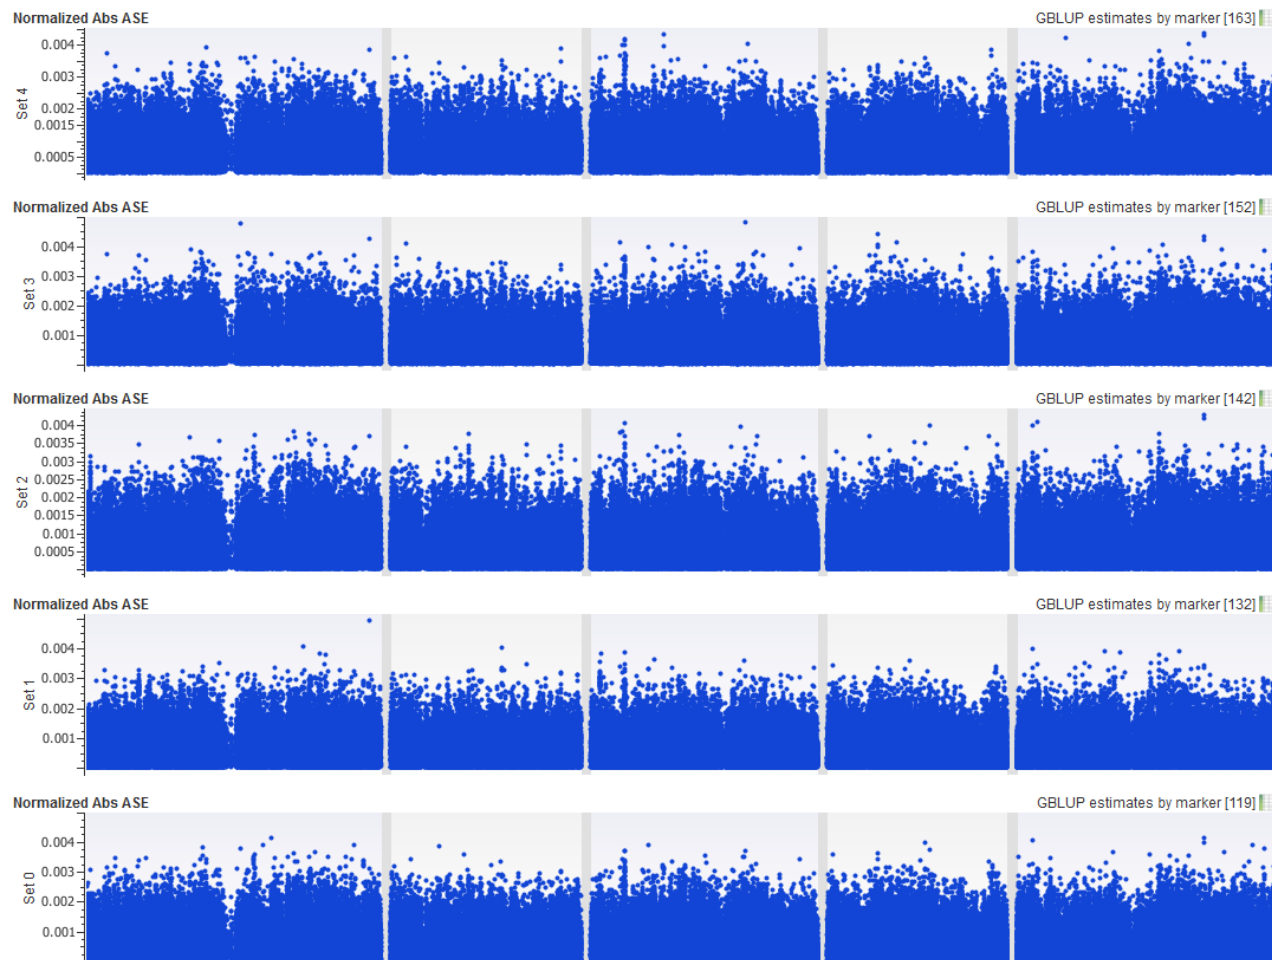 Normalized Abs ASE GBLUP estimates by marker [163]
Set 4
0.004
0.003
0.002
0.0015
0.0005
Normalized Abs ASE GBLUP estimates by marker [152]
Set 3
0.004
0.003
0.002
0.001
Normalized Abs ASE GBLUP estimates by marker [142]
Set 2
0.004
0.0035
0.003
0.0025
0.002
0.0015
0.001
0.0005
Normalized Abs ASE GBLUP estimates by marker [132]
Set 1
0.004
0.003
0.002
0.001
Normalized Abs ASE GBLUP estimates by marker [119]
Set 0
0.004
0.003
0.002
0.001